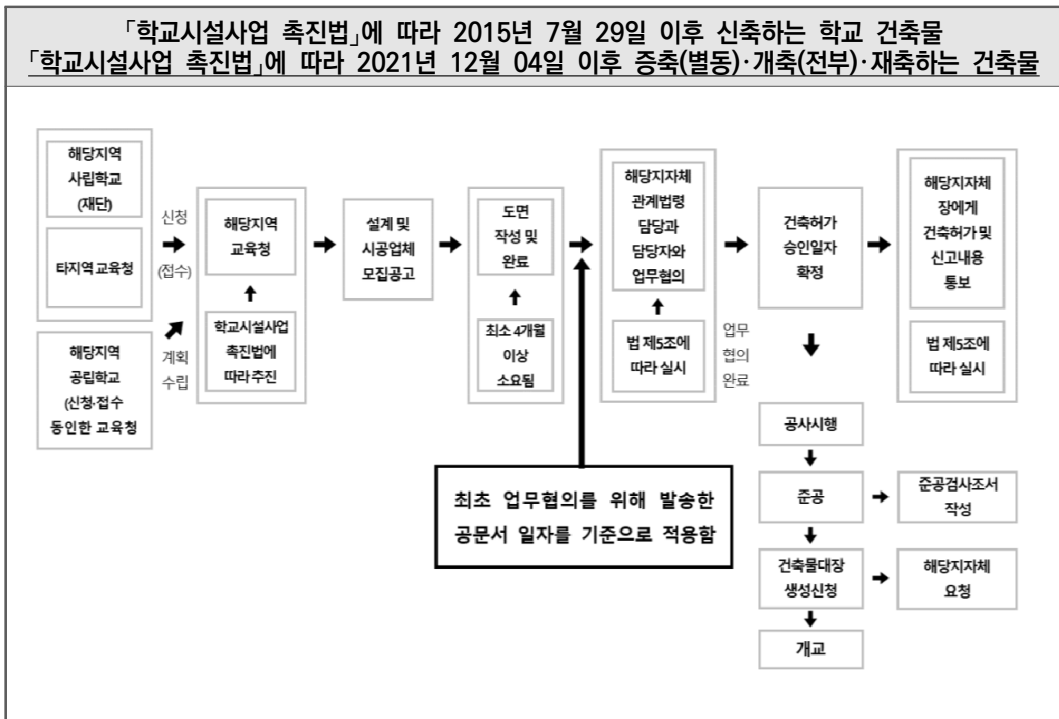 「학교시설사업 촉진법」에 따라 2015년 7월 29일 이후 신축하는 학교 건축물
「학교시설사업 촉진법」에 따라 2021년 12월 04일 이후 증축(별동)·개축(전부)·재축하는 건축물
해당지역
사립학교
(재단)
타지역 교육청
해당지역
공립학교
(신청·접수
동인한 교육청
신청
(접수)
계획
수립
해당지역
교육청
학교시설사업
촉진법에
따라 추진
설계 및
시공업체
모집공고
도면
작성 및
완료
최소 4개월
이상
소요됨
해당지자체
관계법령
담당과
담당자와
업무협의
법 제5조에
따라 실시
업무
협의
완료
건축허가
승인일자
확정
해당지자체
장에게
건축허가 및
신고내용
통보
법 제5조에
따라 실시
최초 업무협의를 위해 발송한
공문서 일자를 기준으로 적용함
공사시행
준공
준공검사조서
작성
건축물대장
생성신청
해당지자체
요청
개교